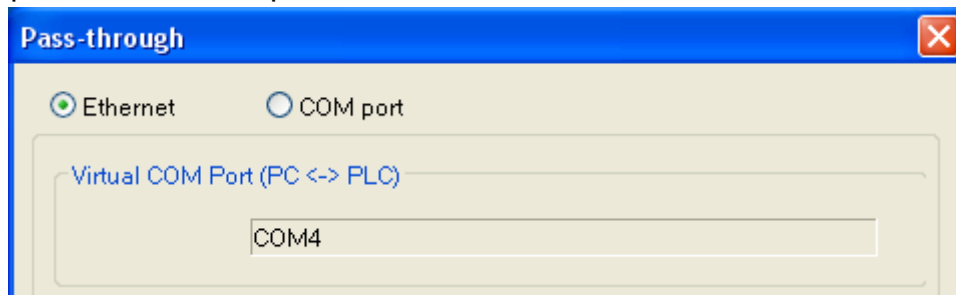 Pass-through
Ethernet COM port
Virtual COM Port (PC <-> PLC)
COM4